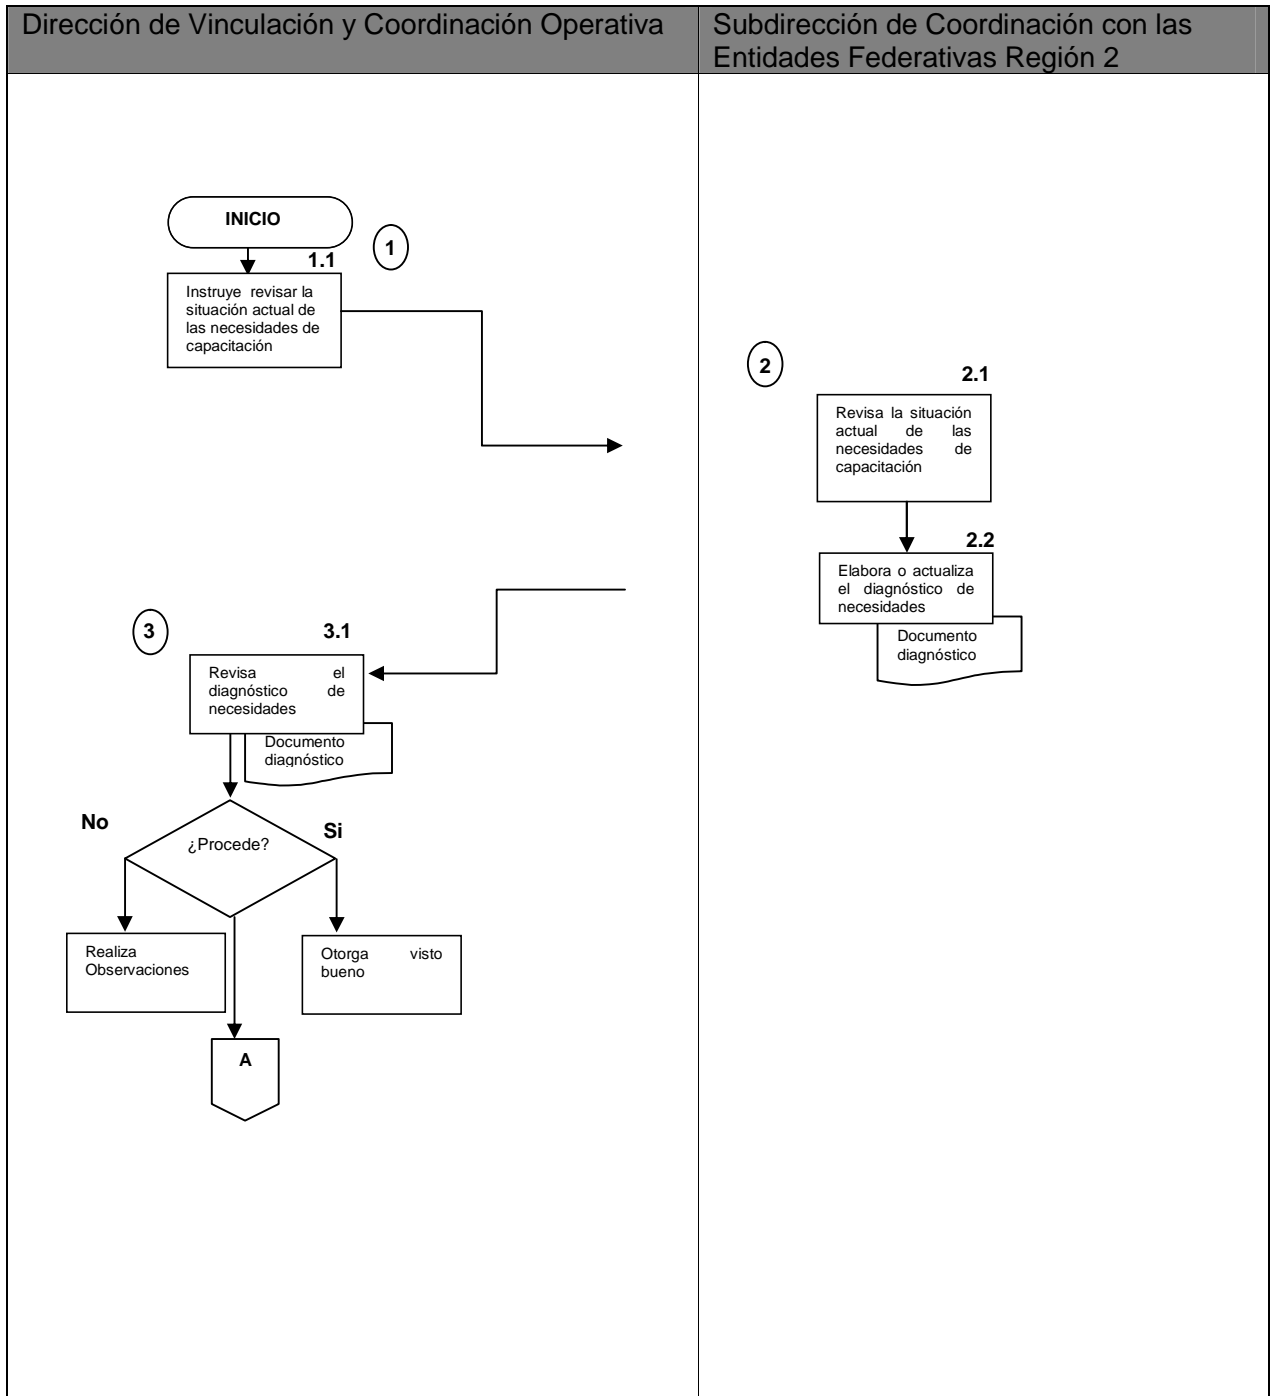 Dirección de Vinculación y Coordinación Operativa
Subdirección de Coordinación con las
Entidades Federativas Región 2
INICIO
1
1.1
Instruye revisar la
situación actual de
las necesidades de
capacitación
2
2.1
Revisa la situación
actual de las
necesidades de
capacitación
2.2
Elabora o actualiza
el diagnóstico de
necesidades
Documento
diagnóstico
3
3.1
Revisa el
diagnóstico de
necesidades
Documento
diagnóstico
No
¿Procede?
Si
Realiza
Observaciones
Otorga visto
bueno
A